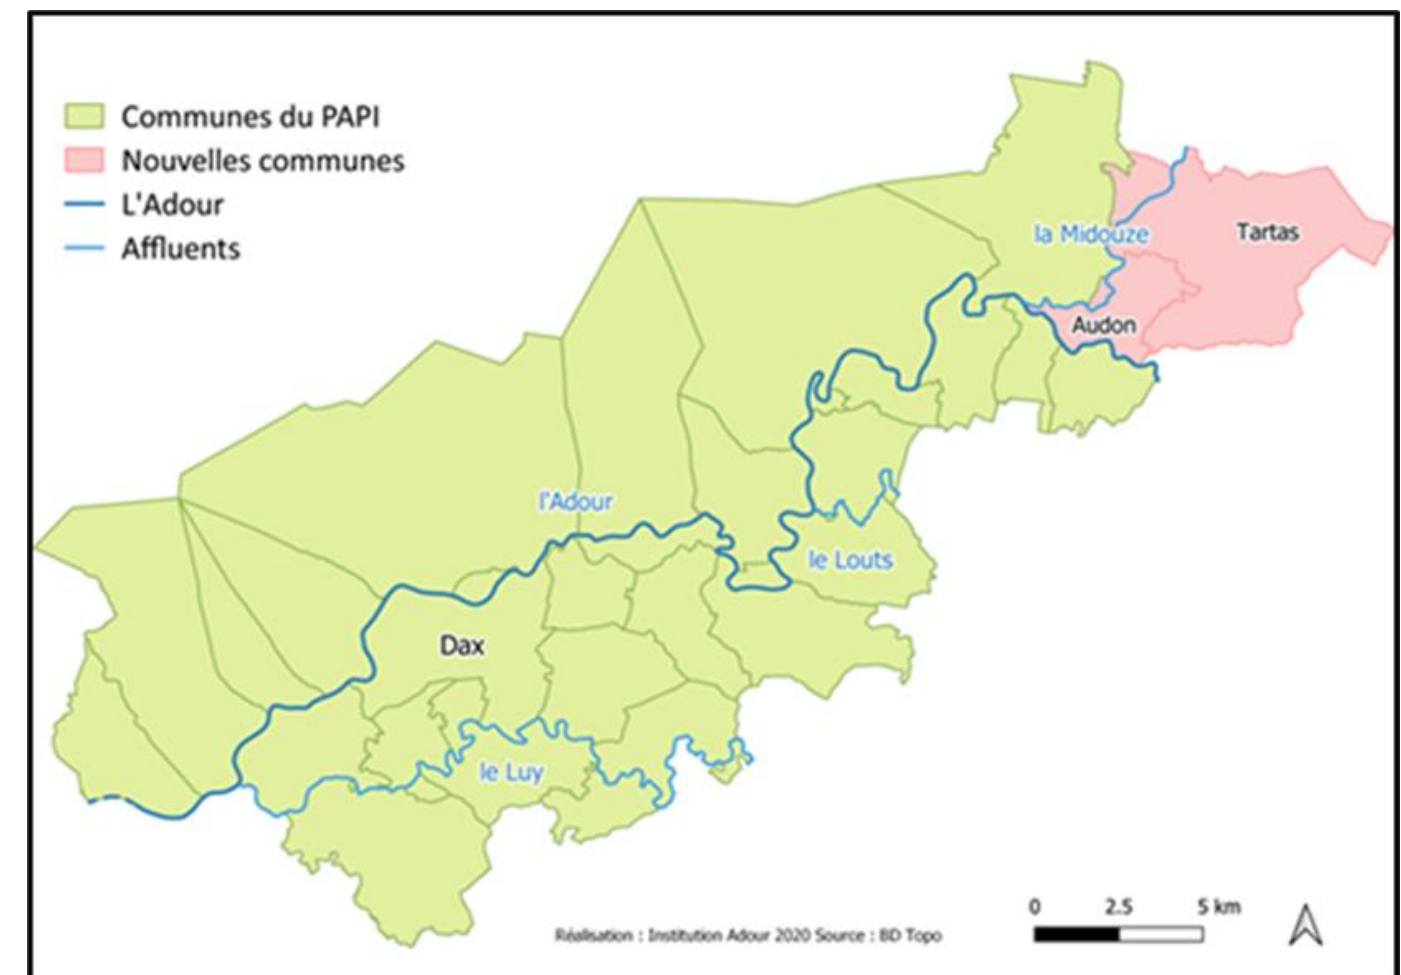 Communes du PAPI
Nouvelles communes
L'Adour
Affluents
la Midouze
Tartas
Audon
l'Adour
le Louts
Dax
le Luy
0 2.5 5 km
Réalisation : Institution Adour 2020 Source : BD Topo